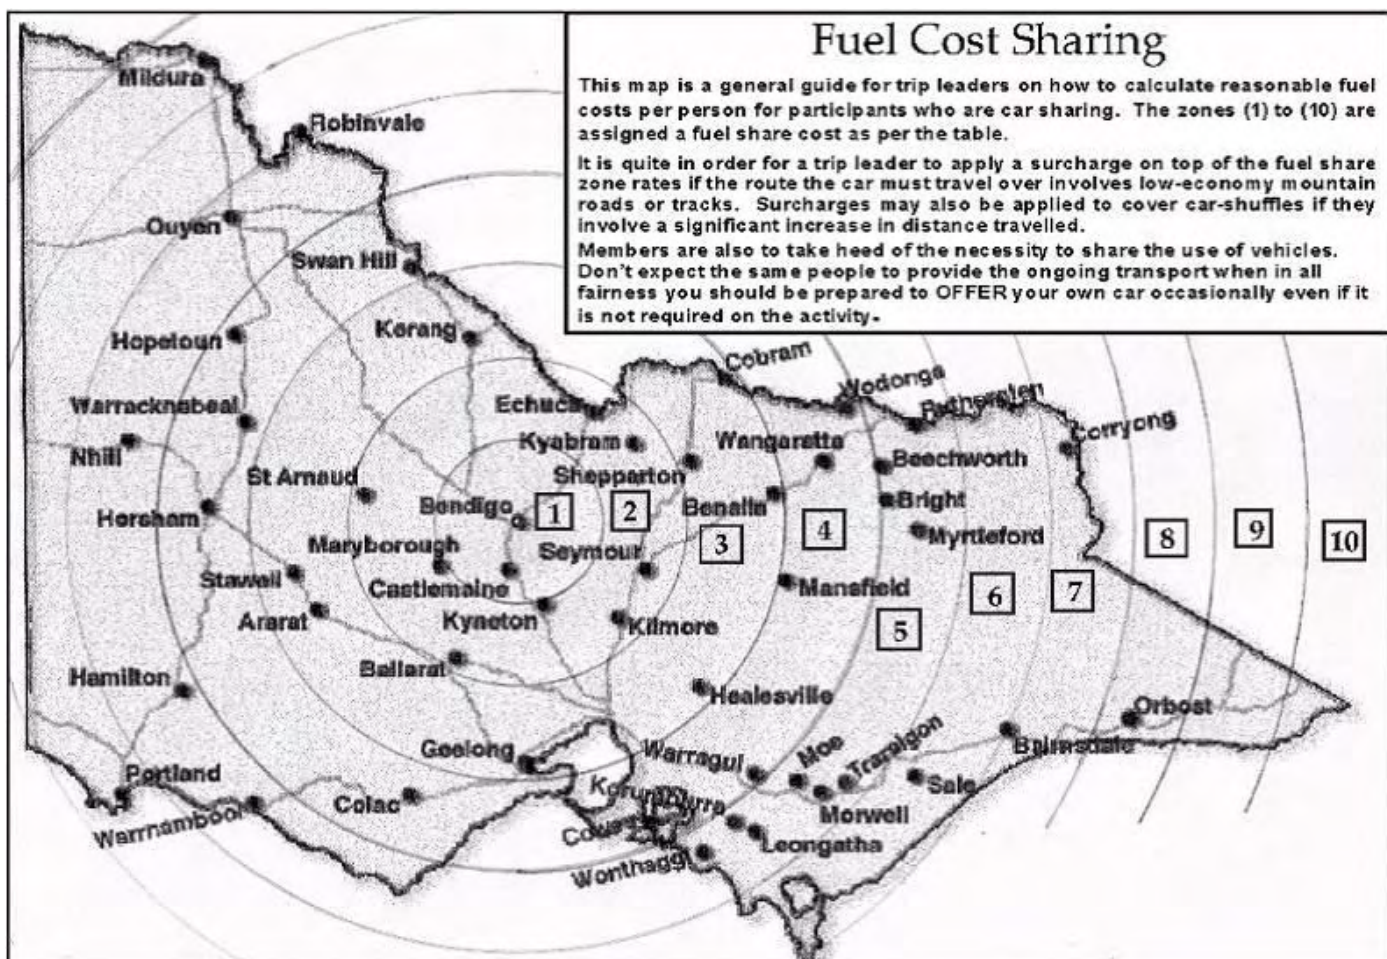 Fuel Cost Sharing
This map is a general guide for trip leaders on how to calculate reasonable fuel
costs per person for participants who are car sharing. The zones (1) to (10) are
assigned a fuel share cost as per the table.
It is quite in order for a trip leader to apply a surcharge on top of the fuel share
zone rates if the route the car must travel over involves low-economy mountain
roads or tracks. Surcharges may also be applied to cover car-shuffles if they
involve a significant increase in distance travelled.
Members are also to take heed of the necessity to share the use of vehicles.
Don't expect the same people to provide the ongoing transport when in all
fairness you should be prepared to OFFER your own car occasionally even if it
is not required on the activity.
Mildura
Robinvale
Ouyen
Swan Hill
Hopetoun
Kerang
Cobram
Wodonga
Rutherglen
Warracknabeal
Echuca
Corryong
Nhill
Kyabram
Wangaratta
St Arnaud
Shepparton
Beechworth
Horsham
Bendigo
1
2
Benalla
Bright
3
4
Myrtleford
8
9
10
Maryborough
Seymour
Stawell
Castlemaine
Mansfield
6
7
Ararat
Kyneton
Kilmore
5
Ballarat
Hamilton
Healesville
Orbost
Geelong
Warragul
Moe
Traralgon
Bairnsdale
Portland
Sale
Colac
Korumburra
Morwell
Warrnambool
Cowes
Leongatha
Wonthaggi